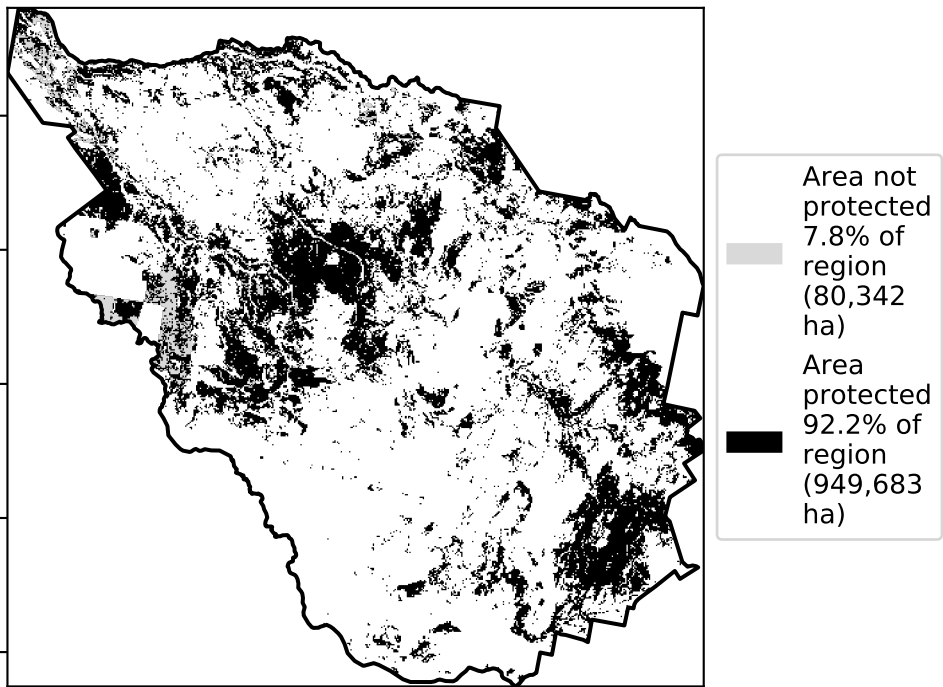 Area not
protected
7.8% of
region
(80,342
ha)
Area
protected
92.2% of
region
(949,683
ha)